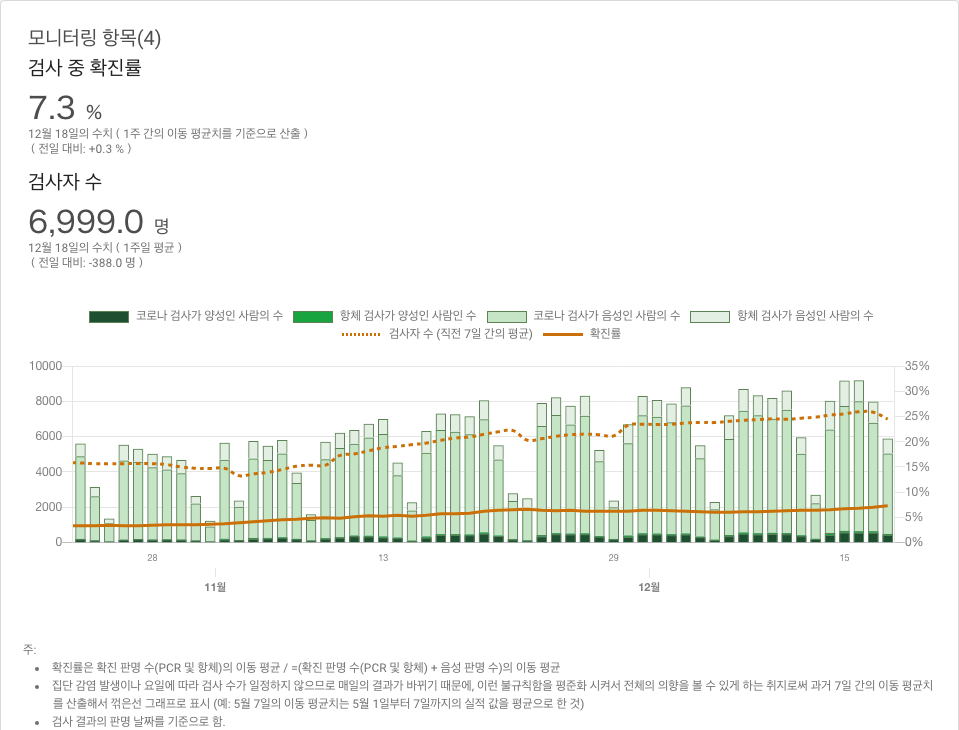 모니터링 항목(4)
검사 중 확진률
7.3 %
12월 18일의 수치 ( 1주 간의 이동 평균치를 기준으로 산출 )
( 전일 대비: +0.3 % )
검사자 수
6,999.0 명
12월 18일의 수치 ( 1주일 평균 )
( 전일 대비: -388.0 명 )
코로나 검사가 양성인 사람의 수 항체 검사가 양성인 사람인 수 코로나 검사가 음성인 사람의 수 항체 검사가 음성인 사람의 수
검사자 수 (직전 7일 간의 평균) 확진률
10000 35%
30%
8000
25%
6000 20%
4000 15%
10%
2000
5%
0 0%
28 13 29 15
11월 12월
주:
• 확진률은 확진 판명 수(PCR 및 항체)의 이동 평균 / =(확진 판명 수(PCR 및 항체) + 음성 판명 수)의 이동 평균
• 집단 감염 발생이나 요일에 따라 검사 수가 일정하지 않으므로 매일의 결과가 바뀌기 때문에, 이런 불규칙함을 평준화 시켜서 전체의 의향을 볼 수 있게 하는 취지로써 과거 7일 간의 이동 평균치
를 산출해서 꺾은선 그래프로 표시 (예: 5월 7일의 이동 평균치는 5월 1일부터 7일까지의 실적 값을 평균으로 한 것)
• 검사 결과의 판명 날짜를 기준으로 함.